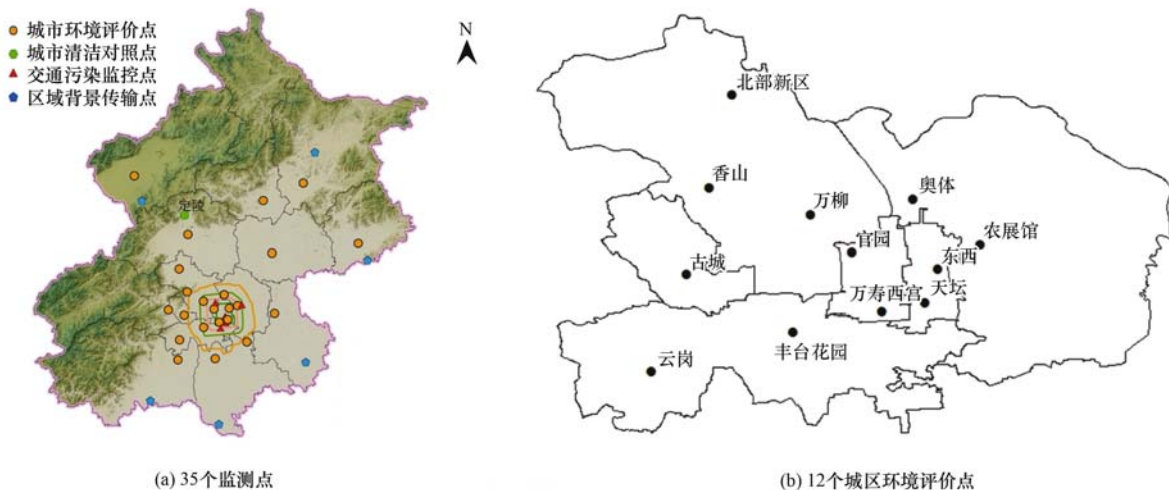 城市环境评价点
城市清洁对照点
交通污染监控点
区域背景传输点
定陵
N
北部新区
香山
万柳
奥体
官园
农展馆
古城
东西
万寿西宫
天坛
丰台花园
云岗
(a) 35个监测点
(b) 12个城区环境评价点